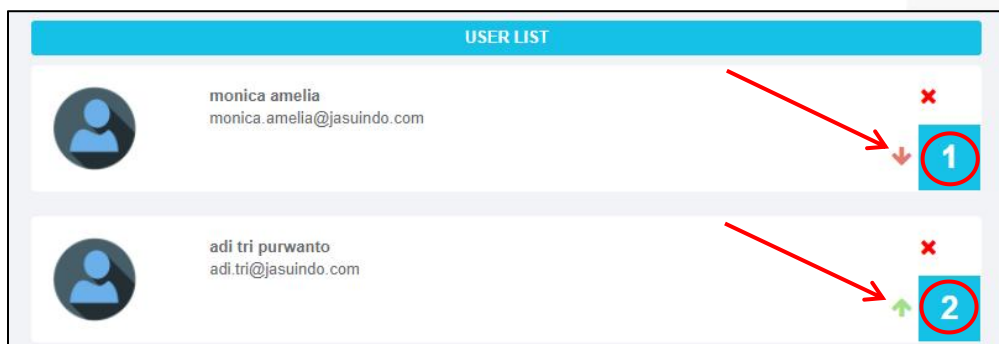 USER LIST
monica amelia
monica.amelia@jasuindo.com
1
adi tri purwanto
adi.tri@jasuindo.com
2